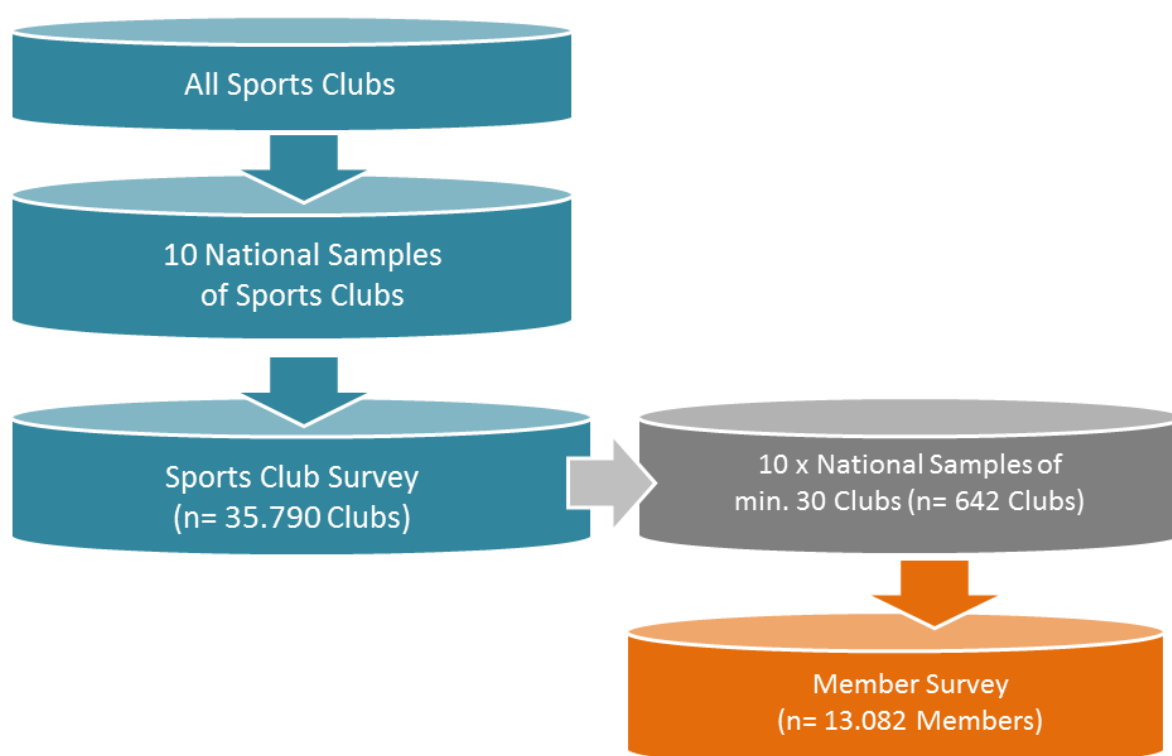 All Sports Clubs
10 National Samples
of Sports Clubs
Sports Club Survey
(n= 35.790 Clubs)
10 x National Samples of
min. 30 Clubs (n= 642 Clubs)
Member Survey
(n= 13.082 Members)